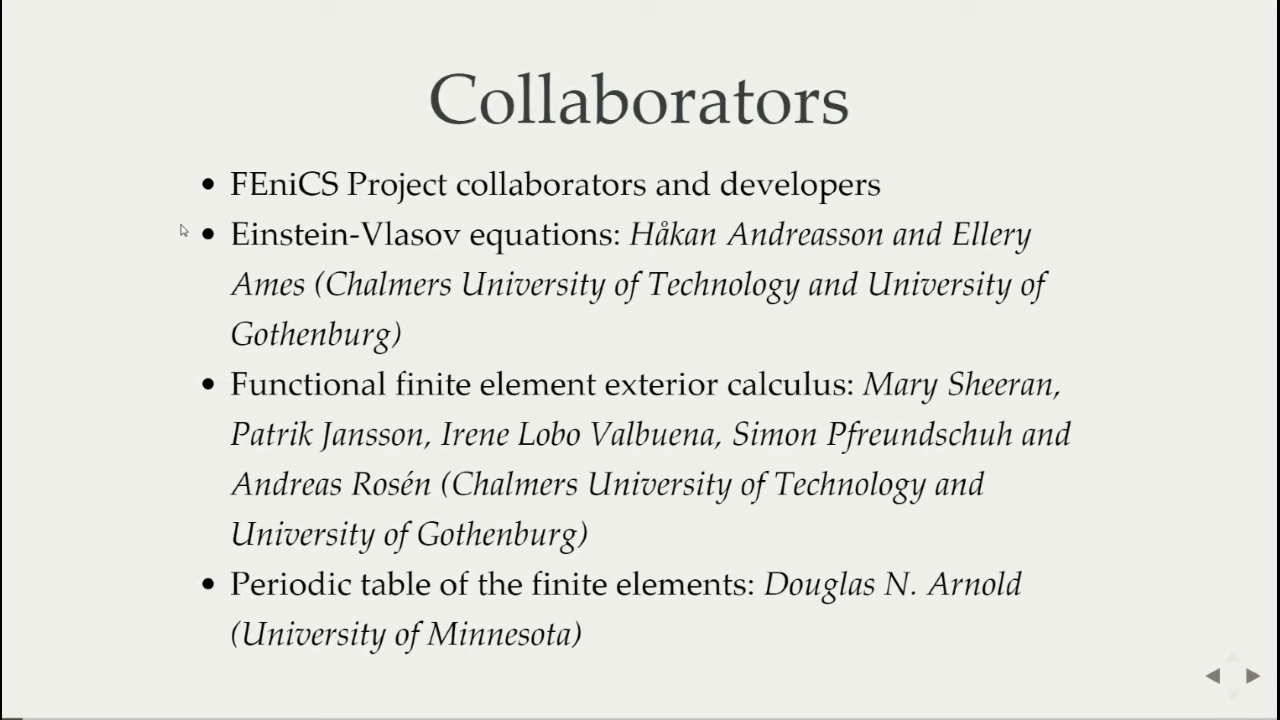 Collaborators
• FEniCS Project collaborators and developers
• Einstein-Vlasov equations: Håkan Andreasson and Ellery
Ames (Chalmers University of Technology and University of
Gothenburg)
• Functional finite element exterior calculus: Mary Sheeran,
Patrik Jansson, Irene Lobo Valbuena, Simon Pfreundschuh and
Andreas Rosén (Chalmers University of Technology and
University of Gothenburg)
• Periodic table of the finite elements: Douglas N. Arnold
(University of Minnesota)